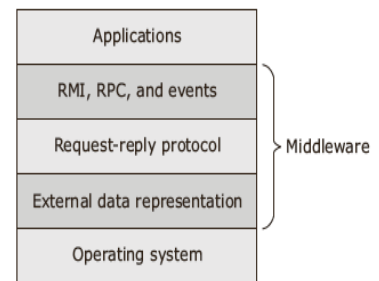 Applications
RMI, RPC, and events
Request-reply protocol
Middleware
External data representation
Operating system